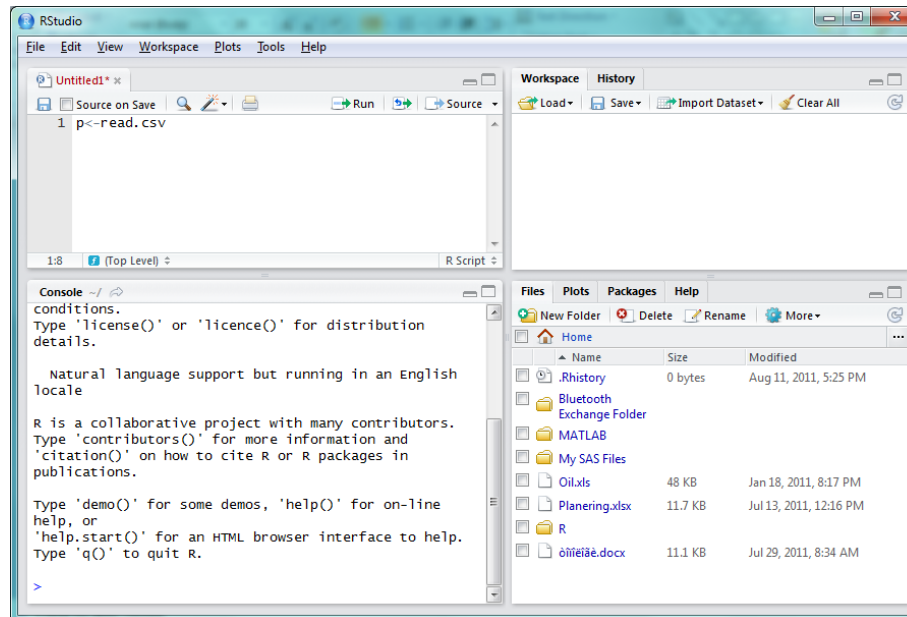 RStudio
File Edit View Workspace Plots Tools Help
Untitled1* ×
Source on Save Run Source
1 p<-read.csv
1:8 (Top Level) R Script
Workspace History
Load Save Import Dataset Clear All
Console ~/
conditions.
Type 'license()' or 'licence()' for distribution
details.
Natural language support but running in an English
locale
R is a collaborative project with many contributors.
Type 'contributors()' for more information and
'citation()' on how to cite R or R packages in
publications.
Type 'demo()' for some demos, 'help()' for on-line
help, or
'help.start()' for an HTML browser interface to help.
Type 'q()' to quit R.
>
Files Plots Packages Help
New Folder Delete Rename More
Home ...
Name Size Modified
.Rhistory 0 bytes Aug 11, 2011, 5:25 PM
Bluetooth
Exchange Folder
MATLAB
My SAS Files
Oil.xls 48 KB Jan 18, 2011, 8:17 PM
Planering.xlsx 11.7 KB Jul 13, 2011, 12:16 PM
R
11.1 KB Jul 29, 2011, 8:34 AM